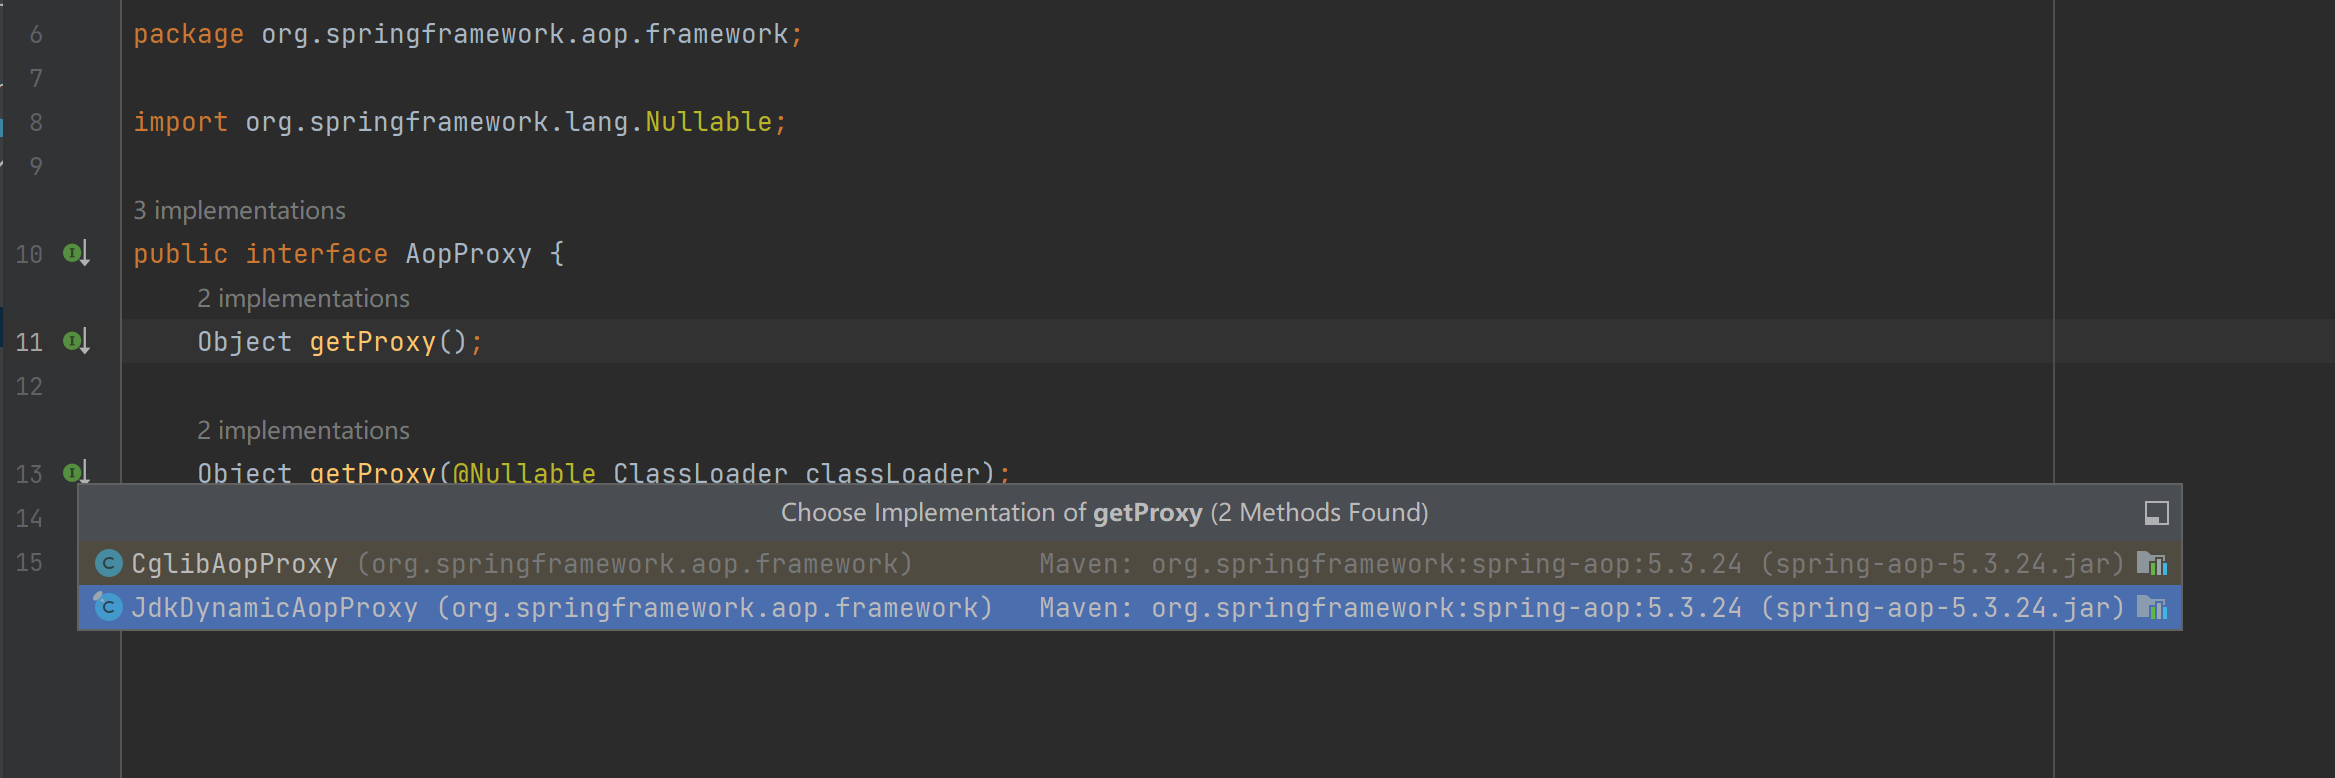 6 package org.springframework.aop.framework;
7
8 import org.springframework.lang.Nullable;
9
3 implementations
10 public interface AopProxy {
2 implementations
11 Object getProxy();
12
2 implementations
13 Object getProxy(@Nullable ClassLoader classLoader);
14
15
Choose Implementation of getProxy (2 Methods Found)
CglibAopProxy (org.springframework.aop.framework) Maven: org.springframework:spring-aop:5.3.24 (spring-aop-5.3.24.jar)
JdkDynamicAopProxy (org.springframework.aop.framework) Maven: org.springframework:spring-aop:5.3.24 (spring-aop-5.3.24.jar)